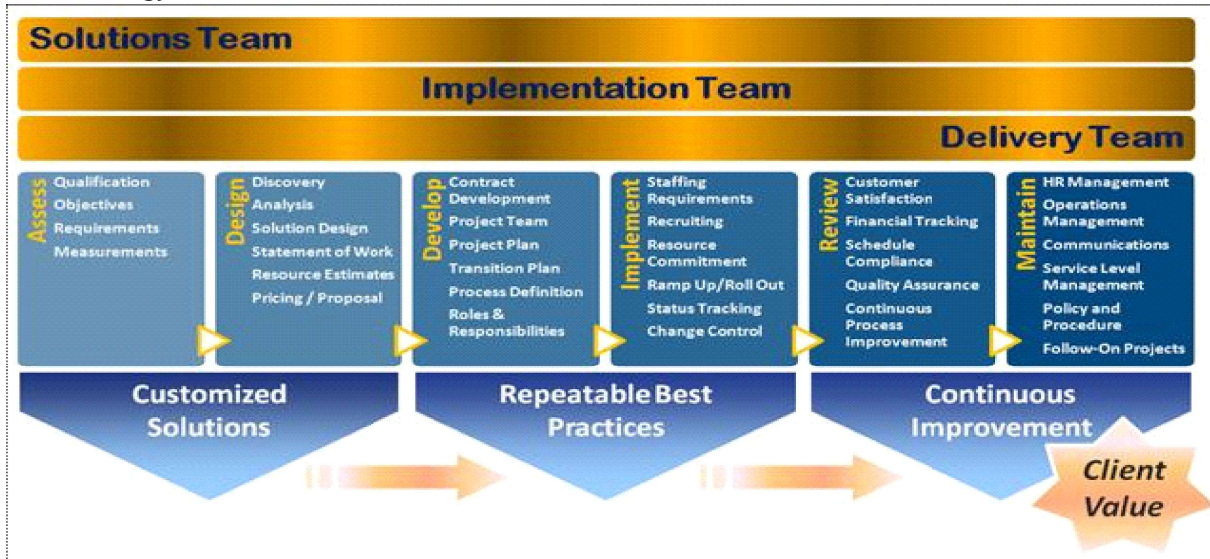 Solutions Team
Implementation Team
Delivery Team
Assess
Qualification
Objectives
Requirements
Measurements
Design
Discovery
Analysis
Solution Design
Statement of Work
Resource Estimates
Pricing / Proposal
Develop
Contract
Development
Project Team
Project Plan
Transition Plan
Process Definition
Roles &
Responsibilities
Implement
Staffing
Requirements
Recruiting
Resource
Commitment
Ramp Up/Roll Out
Status Tracking
Change Control
Review
Customer
Satisfaction
Financial Tracking
Schedule
Compliance
Quality Assurance
Continuous
Process
Improvement
Maintain
HR Management
Operations
Management
Communications
Service Level
Management
Policy and
Procedure
Follow-On Projects
Customized
Solutions
Repeatable Best
Practices
Continuous
Improvement
Client
Value